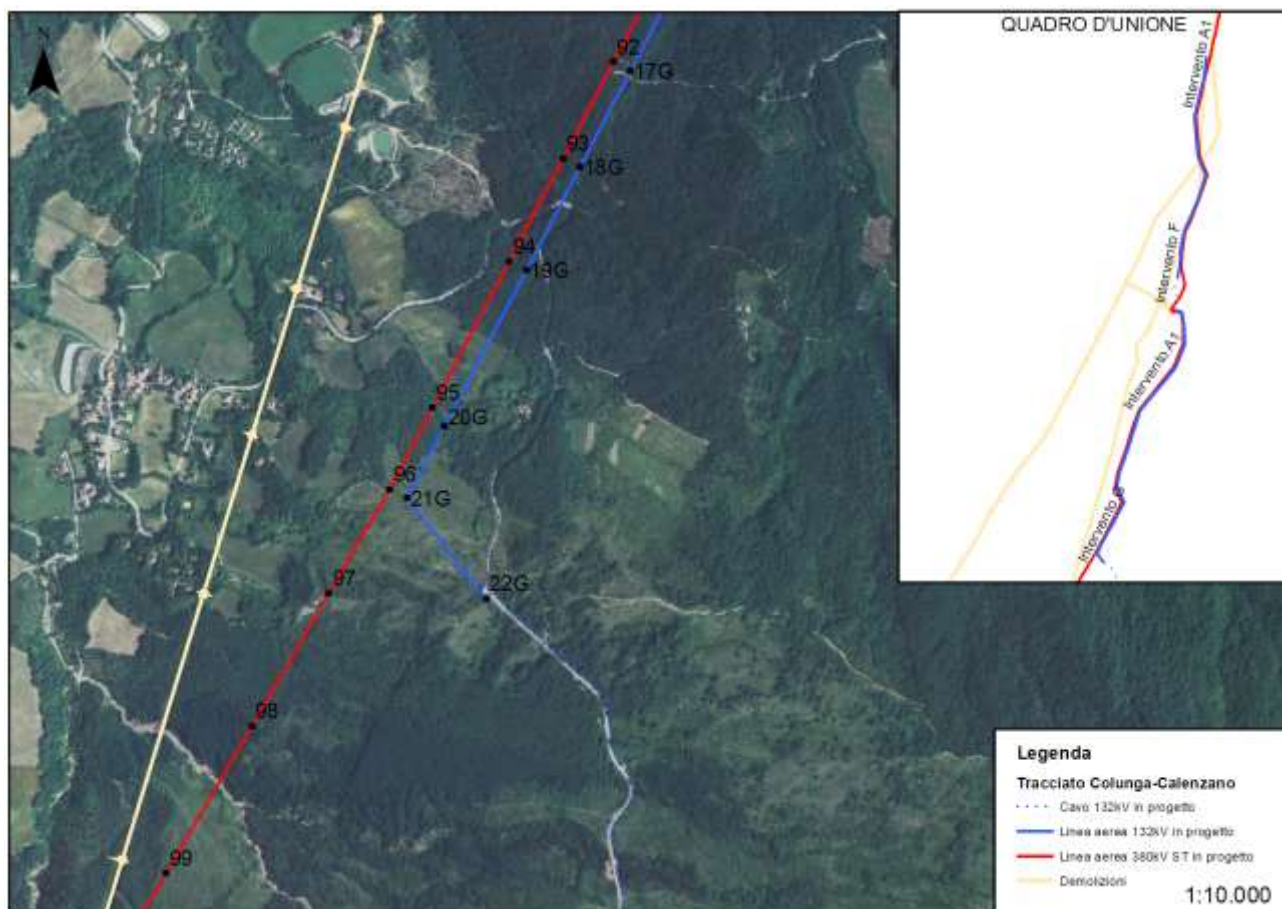 N
92
17G
93
18G
94
19G
95
20G
96
21G
97
22G
98
99
QUADRO D'UNIONE
Intervento A1
Intervento F
Intervento A1
Intervento G
Legenda
Tracciato Colunga-Calenzano
Cavo 132kV in progetto
Linea aerea 132kV in progetto
Linea aerea 380kV ST in progetto
Demolizioni
1:10.000